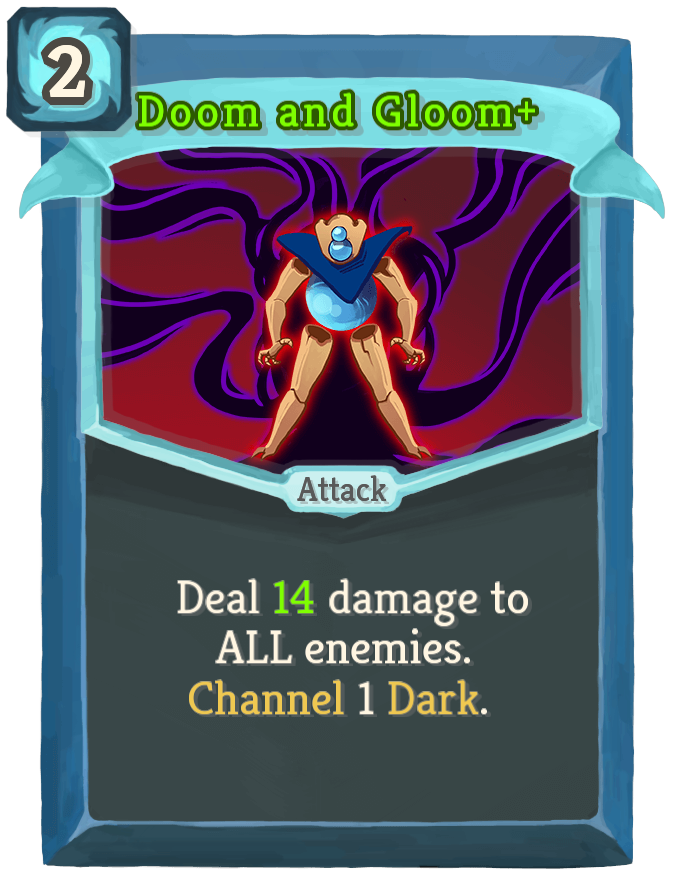 2
Doom and Gloom+
Attack
Deal 14 damage to
ALL enemies.
Channel 1 Dark.